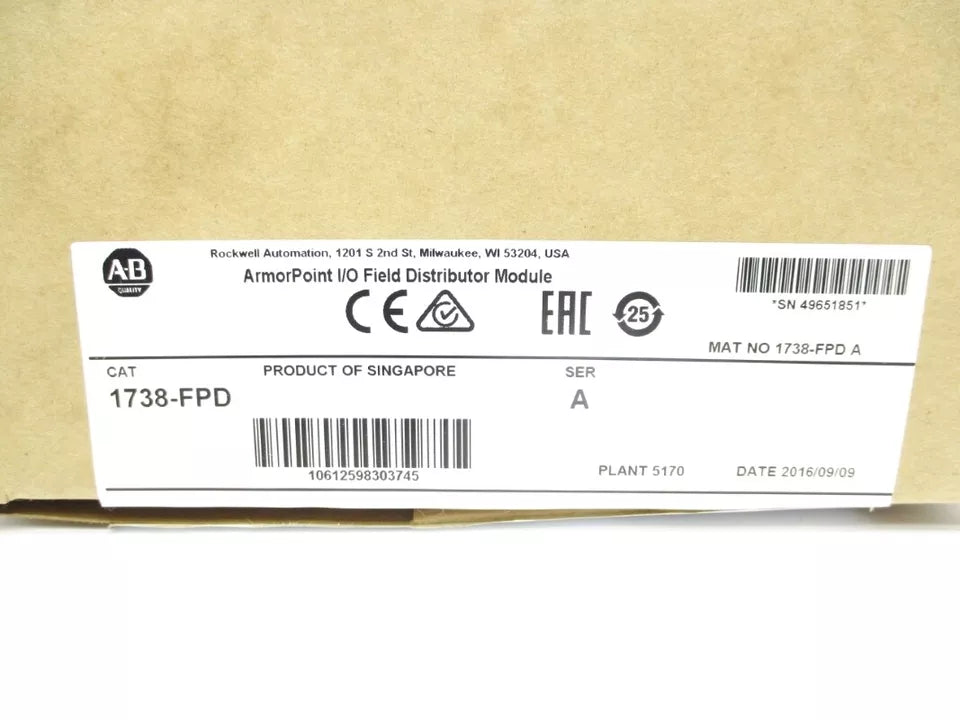 A-B
QUALITY
Rockwell Automation, 1201 S 2nd St, Milwaukee, WI 53204, USA
ArmorPoint I/O Field Distributor Module
CE
EAC
25
*SN 49651851*
MAT NO 1738-FPD A
CAT
1738-FPD
PRODUCT OF SINGAPORE
10612598303745
SER
A
PLANT 5170
DATE 2016/09/09